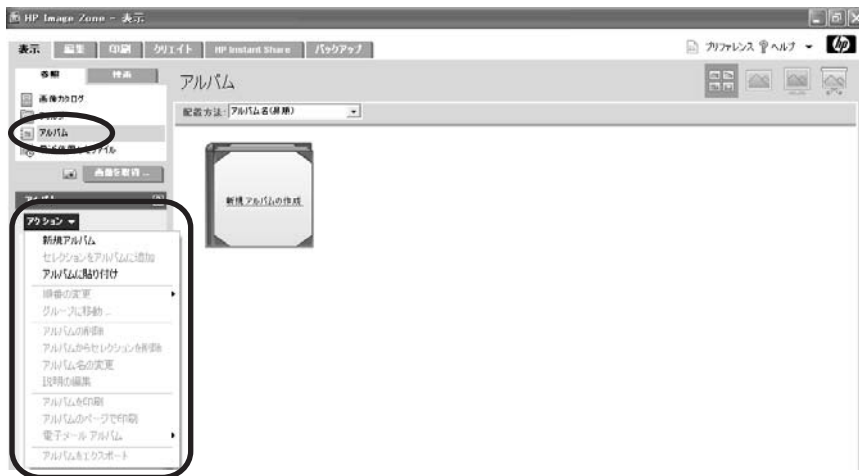 HP Image Zone - 表示
表示 編集 印刷 クリエイト HP Instant Share バックアップ
プリファレンス ヘルプ
hp
参照 検索
アルバム
画像カタログ
アルバム
配置方法: アルバム名(昇順)
画像を取得 ...
新規アルバムの作成
アルバム
アクション
新規アルバム
セレクションをアルバムに追加
アルバムに貼り付け
順番の変更
グループに移動 ...
アルバムの削除
アルバムからセレクションを削除
アルバム名の変更
説明の編集
アルバムを印刷
アルバムのページで印刷
電子メール アルバム
アルバムをエクスポート